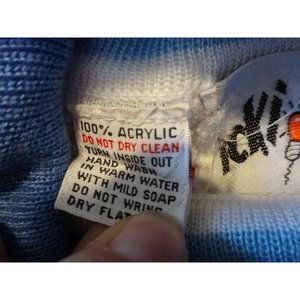 100% ACRYLIC
DO NOT DRY CLEAN
TURN INSIDE OUT
HAND WASH
IN WARM WATER
WITH MILD SOAP
DO NOT WRING
DRY FLAT